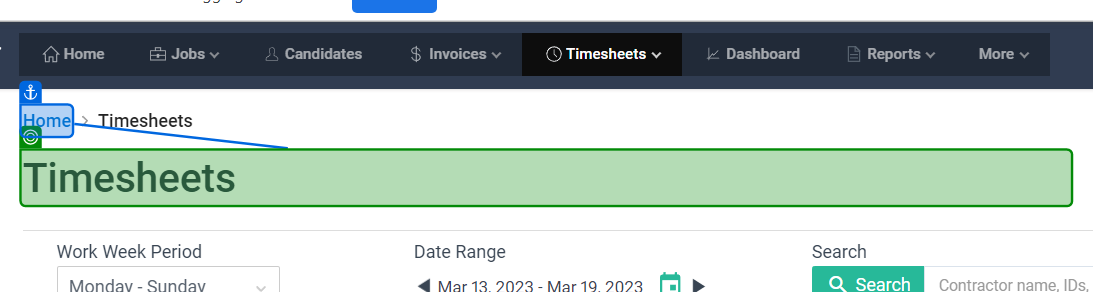 Home Jobs Candidates $ Invoices Timesheets Dashboard Reports More
Home > Timesheets
Timesheets
Work Week Period Date Range Search
Monday - Sunday Mar 13, 2023 - Mar 19, 2023 Search Contractor name, IDs,